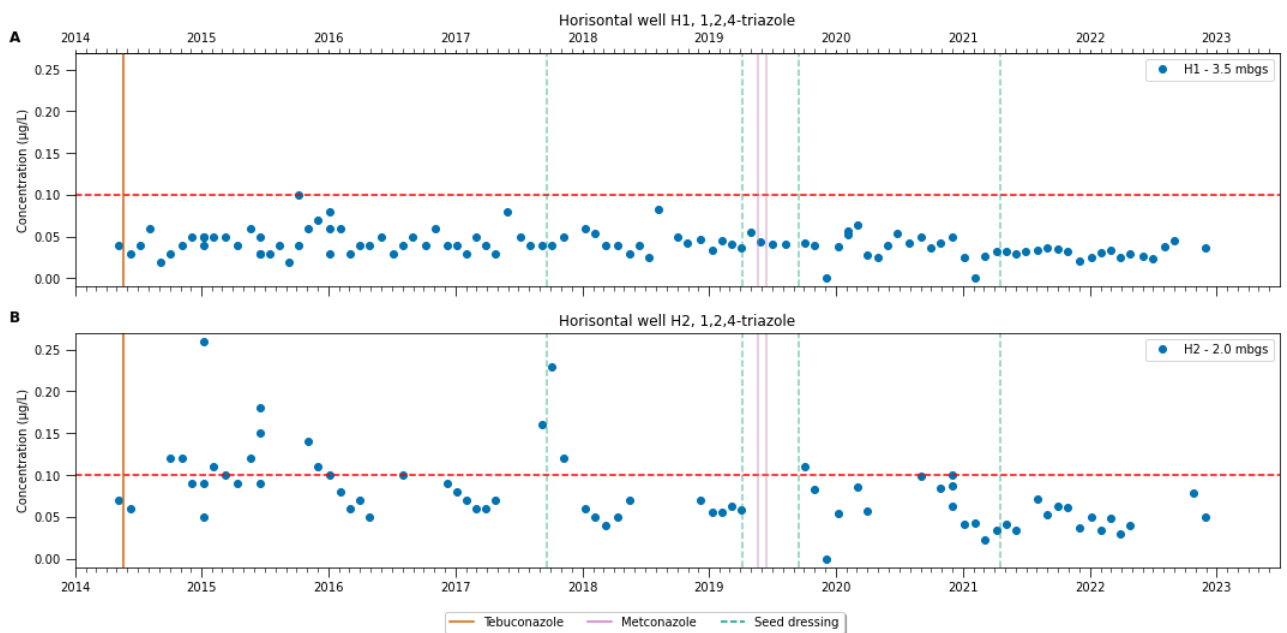 Horisontal well H1, 1,2,4-triazole
A
2014 2015 2016 2017 2018 2019 2020 2021 2022 2023
0.25
0.20
0.15
0.10
0.05
0.00
Concentration (µg/L)
H1 - 3.5 mbgs
B
Horisontal well H2, 1,2,4-triazole
0.25
0.20
0.15
0.10
0.05
0.00
Concentration (µg/L)
H2 - 2.0 mbgs
2014 2015 2016 2017 2018 2019 2020 2021 2022 2023
Tebuconazole Metconazole Seed dressing